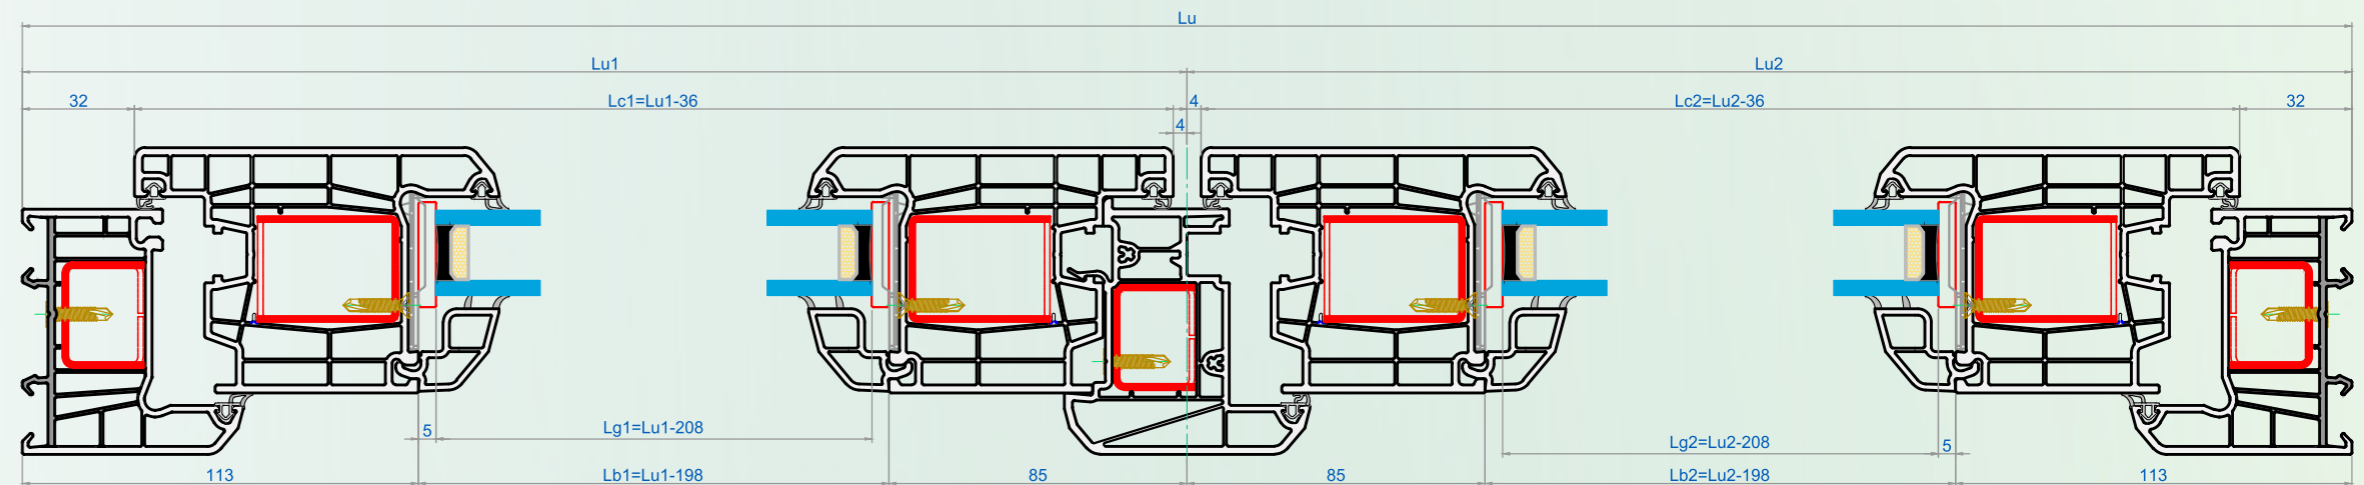 Lu
Lu1 Lu2
32 Lc1=Lu1-36 4 Lc2=Lu2-36 32
4
5 Lg1=Lu1-208
Lg2=Lu2-208 5
113 Lb1=Lu1-198 85 85 Lb2=Lu2-198 113